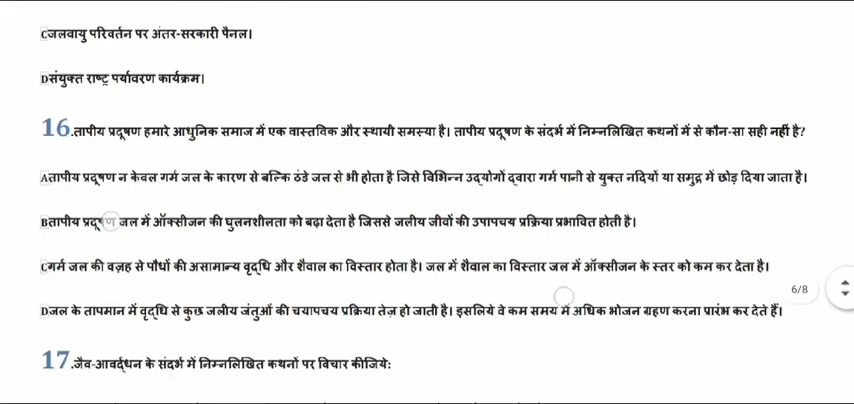 Cजलवायु परिवर्तन पर अंतर-सरकारी पैनल।
Dसंयुक्त राष्ट्र पर्यावरण कार्यक्रम।
16.तापीय प्रदूषण हमारे आधुनिक समाज में एक वास्तविक और स्थायी समस्या है। तापीय प्रदूषण के संदर्भ में निम्नलिखित कथनों में से कौन-सा सही नहीं है?
Aतापीय प्रदूषण न केवल गर्म जल के कारण से बल्कि ठंडे जल से भी होता है जिसे विभिन्न उद्योगों द्वारा गर्म पानी से युक्त नदियों या समुद्र में छोड़ दिया जाता है।
Bतापीय प्रदूषण जल में ऑक्सीजन की घुलनशीलता को बढ़ा देता है जिससे जलीय जीवों की उपापचय प्रक्रिया प्रभावित होती है।
Cगर्म जल की वज़ह से पौधों की असामान्य वृद्धि और शैवाल का विस्तार होता है। जल में शैवाल का विस्तार जल में ऑक्सीजन के स्तर को कम कर देता है।
6/8
Dजल के तापमान में वृद्धि से कुछ जलीय जंतुओं की चयापचय प्रक्रिया तेज़ हो जाती है। इसलिये वे कम समय में अधिक भोजन ग्रहण करना प्रारंभ कर देते हैं।
17.जैव-आवर्द्धन के संदर्भ में निम्नलिखित कथनों पर विचार कीजिये: